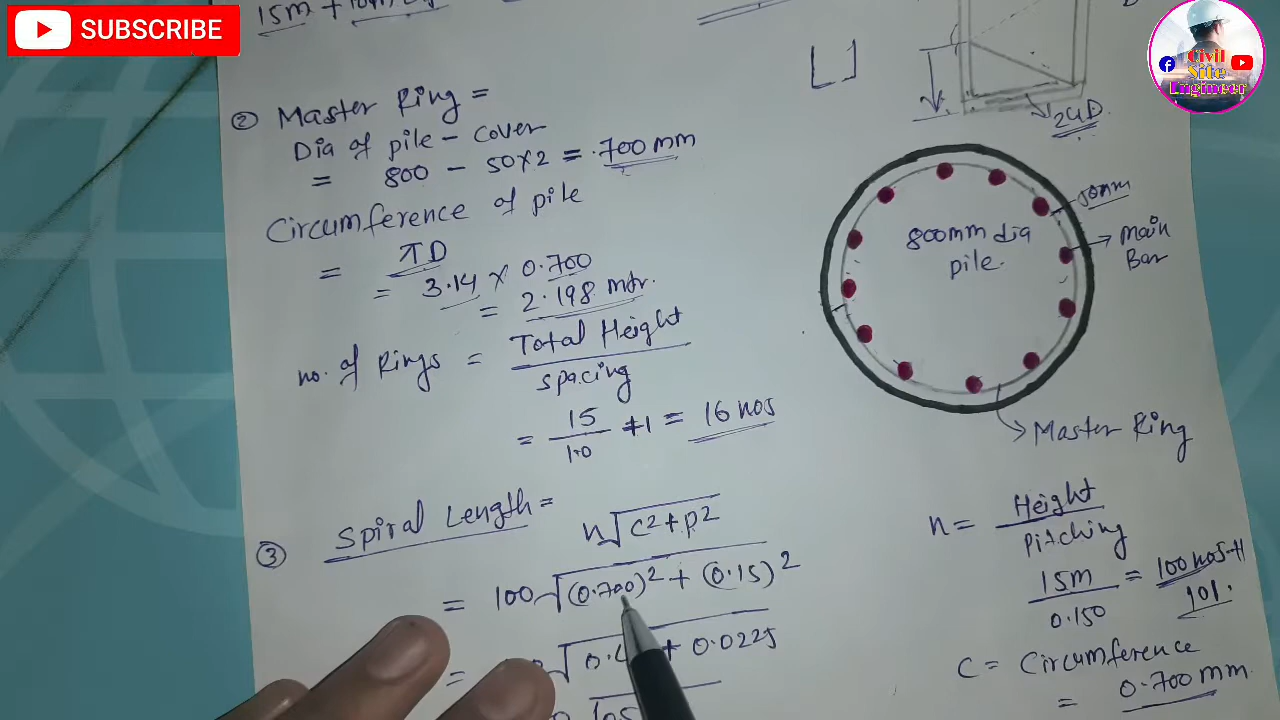 SUBSCRIBE
15m +
② Master Ring =
Dia of pile - cover
= 800 - 50×2 = 700 mm
Circumference of pile
= πD
= 3.14 × 0.700
= 2.198 mtr.
no. of Rings = Total Height
spacing
= 15 +1 = 16 nos
1.0
③ Spiral Length =
n√c²+p²
= 100√(0.700)² + (0.15)²
= √0.4 + 0.0225
Civil
Site
Engineer
24D
50mm
800mm dia
pile.
Main
Bar
Master Ring
n = Height
Pitching
15m = 100 nos+1
0.150 101.
C = Circumference
= 0.700 mm